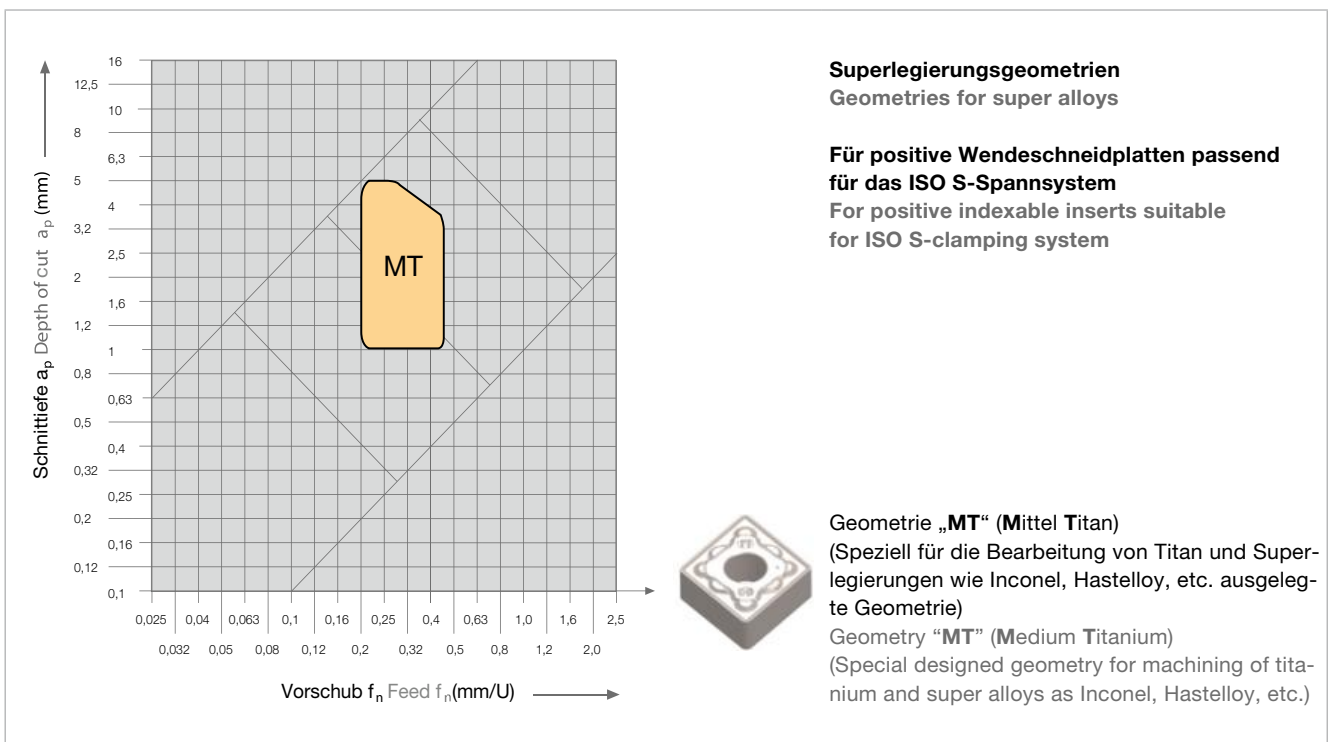 16
12,5
10
8
6,3
5
4
3,2
2,5
2
1,6
1,2
1
0,8
0,63
0,5
0,4
0,32
0,25
0,2
0,16
0,12
0,1
Schnittiefe ap Depth of cut ap (mm)
MT
0,025 0,04 0,063 0,1 0,16 0,25 0,4 0,63 1,0 1,6 2,5
0,032 0,05 0,08 0,12 0,2 0,32 0,5 0,8 1,2 2,0
Vorschub fn Feed fn(mm/U)
Superlegierungsgeometrien
Geometries for super alloys
Für positive Wendeschneidplatten passend
für das ISO S-Spannsystem
For positive indexable inserts suitable
for ISO S-clamping system
Geometrie „MT“ (Mittel Titan)
(Speziell für die Bearbeitung von Titan und Super-
legierungen wie Inconel, Hastelloy, etc. ausgeleg-
te Geometrie)
Geometry “MT” (Medium Titanium)
(Special designed geometry for machining of tita-
nium and super alloys as Inconel, Hastelloy, etc.)